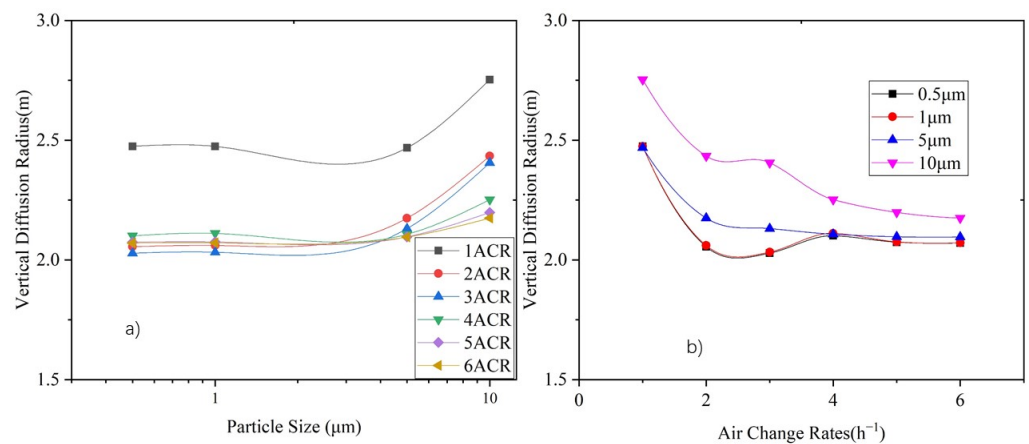 3.0
2.5
2.0
1.5
Vertical Diffusion Radius(m)
1
10
Particle Size (μm)
a)
1ACR
2ACR
3ACR
4ACR
5ACR
6ACR
3.0
2.5
2.0
1.5
Vertical Diffusion Radius(m)
0
2
4
6
Air Change Rates(h⁻¹)
b)
0.5μm
1μm
5μm
10μm